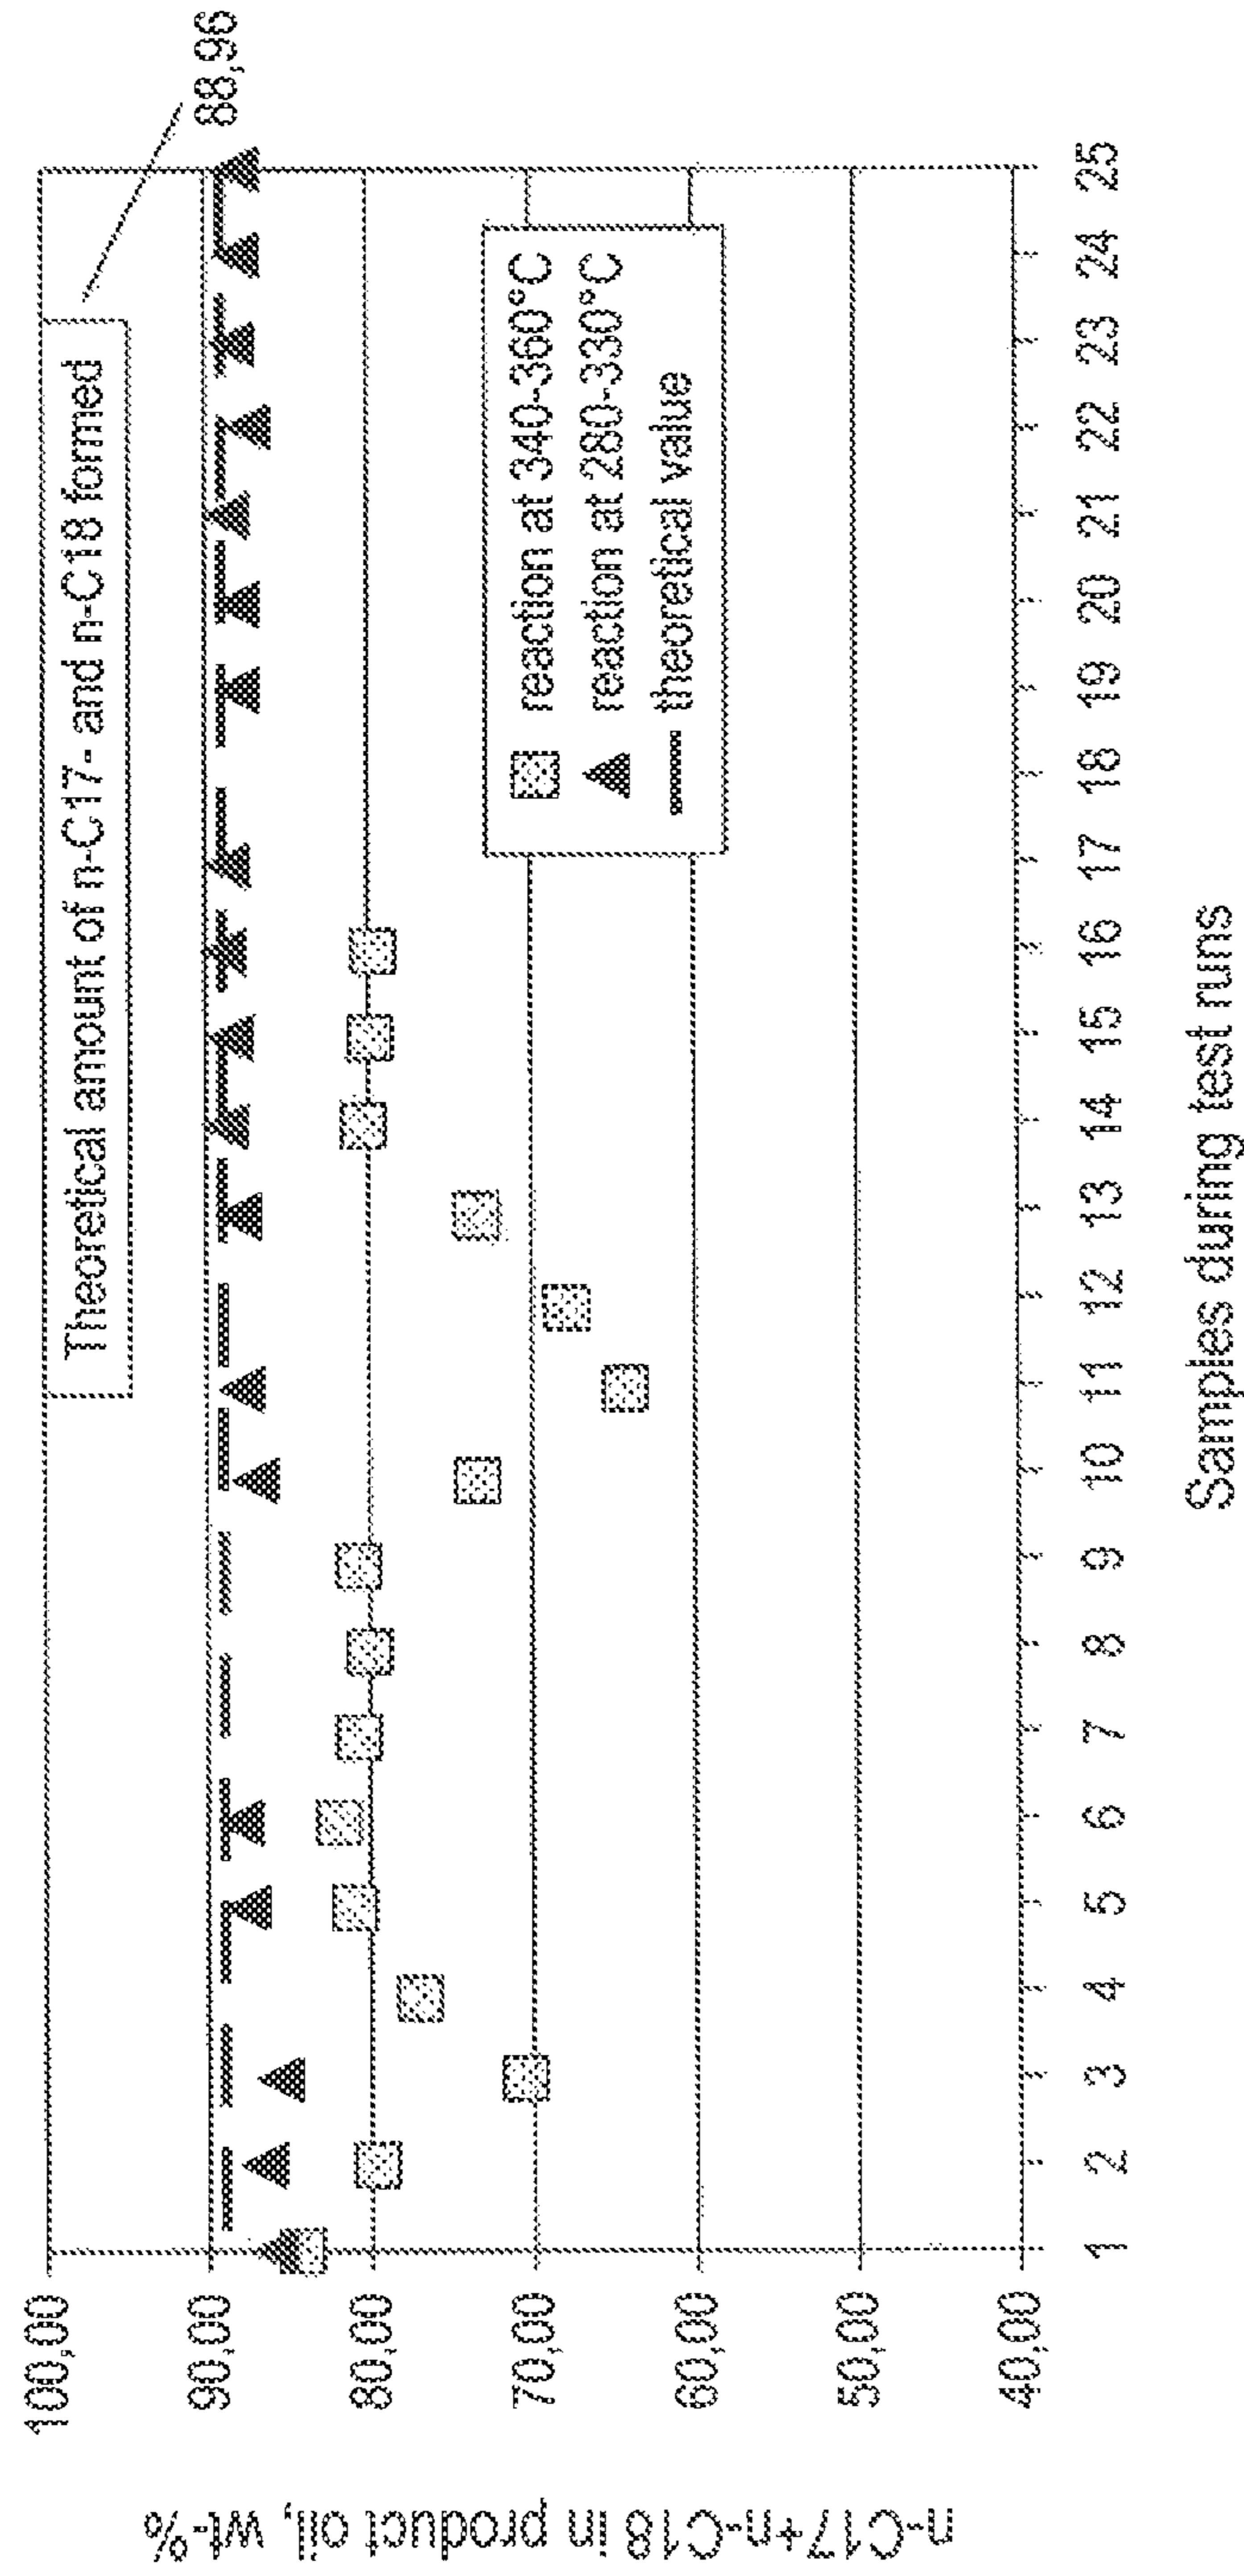 Theoretical amount of n-C17- and n-C18 formed
88,96
100,00
90,00
80,00
70,00
60,00
50,00
40,00
n-C17+n-C18 in product oil, wt-%
reaction at 340-360°C
reaction at 280-330°C
theoretical value
1 2 3 4 5 6 7 8 9 10 11 12 13 14 15 16 17 18 19 20 21 22 23 24 25
Samples during test runs